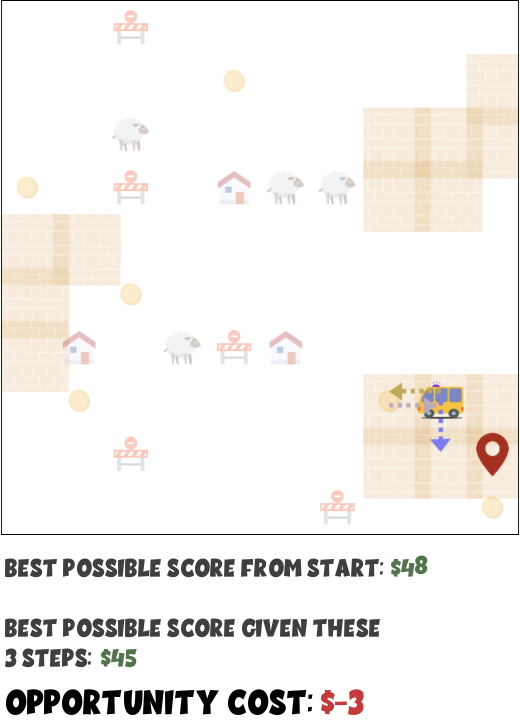 BEST POSSIBLE SCORE FROM START: $48
BEST POSSIBLE SCORE GIVEN THESE
3 STEPS: $45
OPPORTUNITY COST: $-3